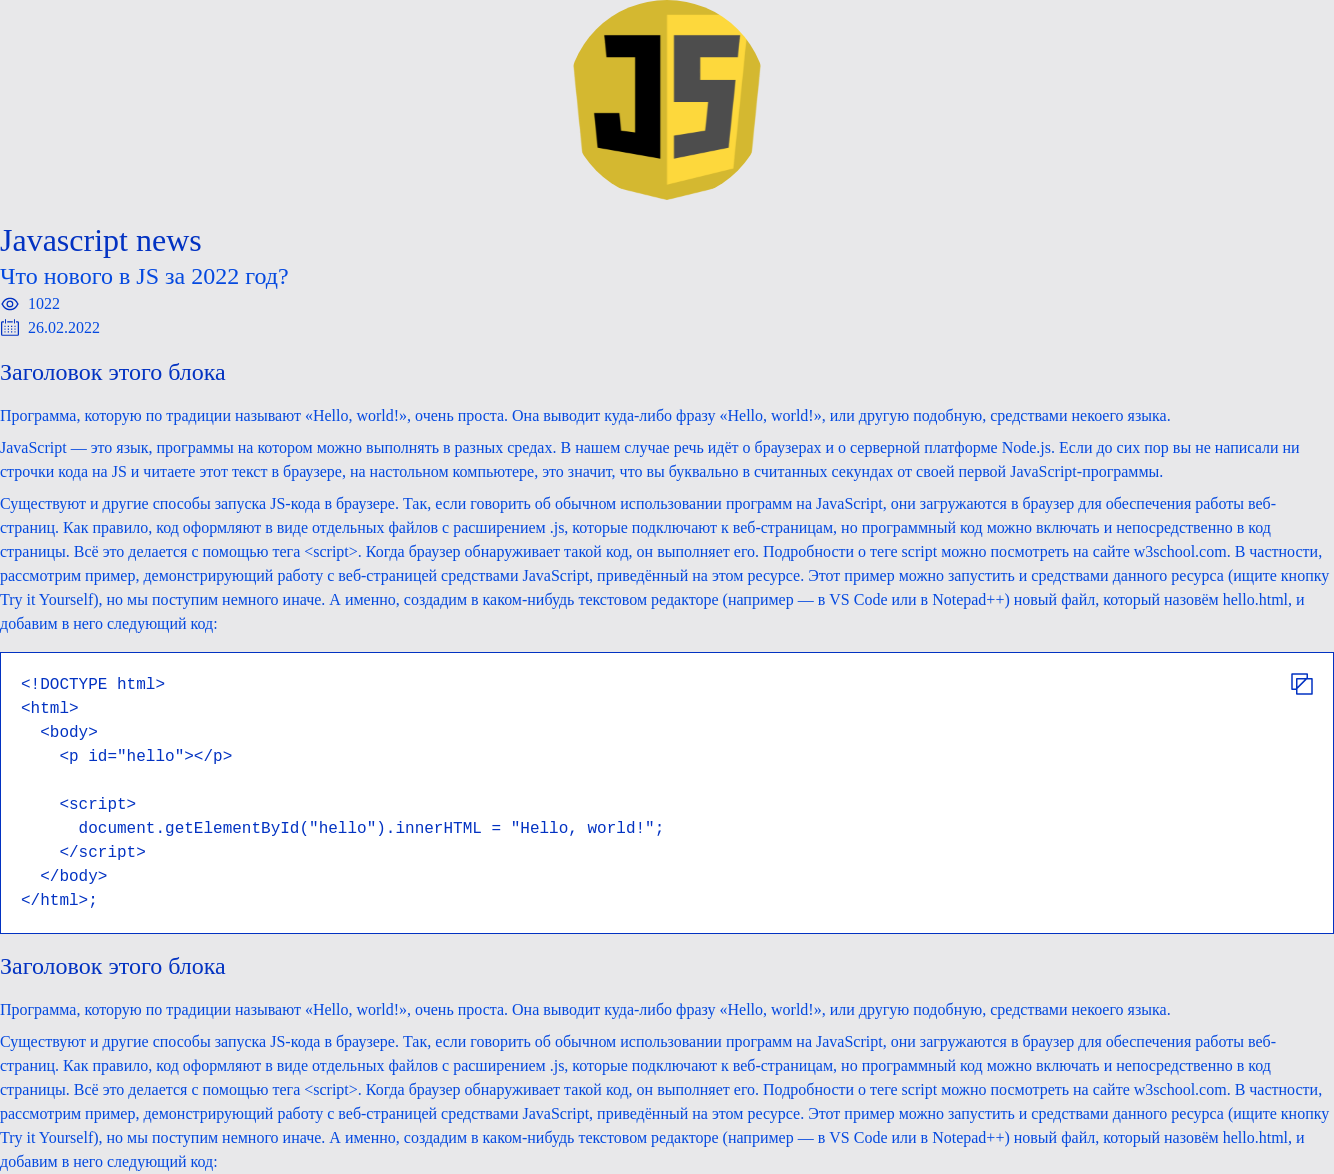 JS
Javascript news
Что нового в JS за 2022 год?
1022
26.02.2022
Заголовок этого блока
Программа, которую по традиции называют «Hello, world!», очень проста. Она выводит куда-либо фразу «Hello, world!», или другую подобную, средствами некоего языка.
JavaScript — это язык, программы на котором можно выполнять в разных средах. В нашем случае речь идёт о браузерах и о серверной платформе Node.js. Если до сих пор вы не написали ни
строчки кода на JS и читаете этот текст в браузере, на настольном компьютере, это значит, что вы буквально в считанных секундах от своей первой JavaScript-программы.
Существуют и другие способы запуска JS-кода в браузере. Так, если говорить об обычном использовании программ на JavaScript, они загружаются в браузер для обеспечения работы веб-
страниц. Как правило, код оформляют в виде отдельных файлов с расширением .js, которые подключают к веб-страницам, но программный код можно включать и непосредственно в код
страницы. Всё это делается с помощью тега <script>. Когда браузер обнаруживает такой код, он выполняет его. Подробности о теге script можно посмотреть на сайте w3school.com. В частности,
рассмотрим пример, демонстрирующий работу с веб-страницей средствами JavaScript, приведённый на этом ресурсе. Этот пример можно запустить и средствами данного ресурса (ищите кнопку
Try it Yourself), но мы поступим немного иначе. А именно, создадим в каком-нибудь текстовом редакторе (например — в VS Code или в Notepad++) новый файл, который назовём hello.html, и
добавим в него следующий код:
<!DOCTYPE html>
<html>
  <body>
    <p id="hello"></p>

    <script>
      document.getElementById("hello").innerHTML = "Hello, world!";
    </script>
  </body>
</html>;
Заголовок этого блока
Программа, которую по традиции называют «Hello, world!», очень проста. Она выводит куда-либо фразу «Hello, world!», или другую подобную, средствами некоего языка.
Существуют и другие способы запуска JS-кода в браузере. Так, если говорить об обычном использовании программ на JavaScript, они загружаются в браузер для обеспечения работы веб-
страниц. Как правило, код оформляют в виде отдельных файлов с расширением .js, которые подключают к веб-страницам, но программный код можно включать и непосредственно в код
страницы. Всё это делается с помощью тега <script>. Когда браузер обнаруживает такой код, он выполняет его. Подробности о теге script можно посмотреть на сайте w3school.com. В частности,
рассмотрим пример, демонстрирующий работу с веб-страницей средствами JavaScript, приведённый на этом ресурсе. Этот пример можно запустить и средствами данного ресурса (ищите кнопку
Try it Yourself), но мы поступим немного иначе. А именно, создадим в каком-нибудь текстовом редакторе (например — в VS Code или в Notepad++) новый файл, который назовём hello.html, и
добавим в него следующий код: